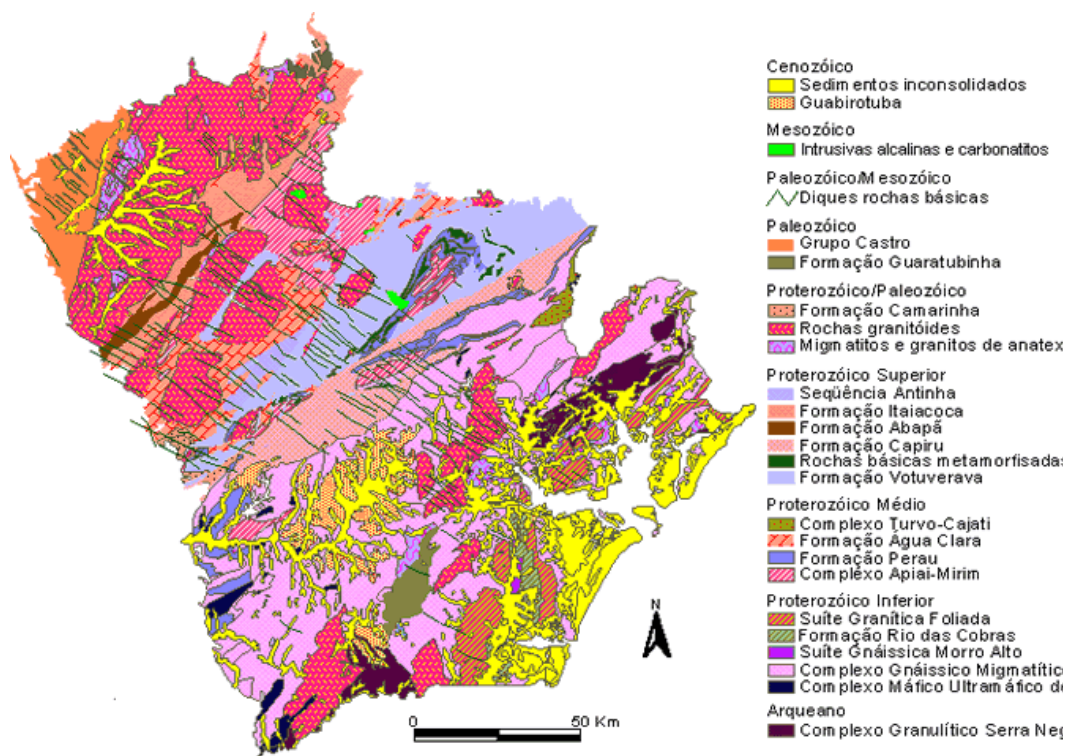 Cenozóico
Sedimentos inconsolidados
Guabirotuba
Mesozóico
Intrusivas alcalinas e carbonatitos
Paleozóico/Mesozóico
Diques rochas básicas
Paleozóico
Grupo Castro
Formação Guaratubinha
Proterozóico/Paleozóico
Formação Camarinha
Rochas granitóides
Migmatitos e granitos de anatex
Proterozóico Superior
Seqüência Antinha
Formação Itaiacoca
Formação Abapã
Formação Capiru
Rochas básicas metamorfisadas
Formação Votuverava
Proterozóico Médio
Complexo Turvo-Cajati
Formação Água Clara
Formação Perau
Complexo Apiai-Mirim
Proterozóico Inferior
Suíte Granítica Foliada
Formação Rio das Cobras
Suíte Gnáissica Morro Alto
Complexo Gnáissico Migmatític
Complexo Máfico Ultramáfico d
Arqueano
Complexo Granulítico Serra Neg
N
0 50 Km